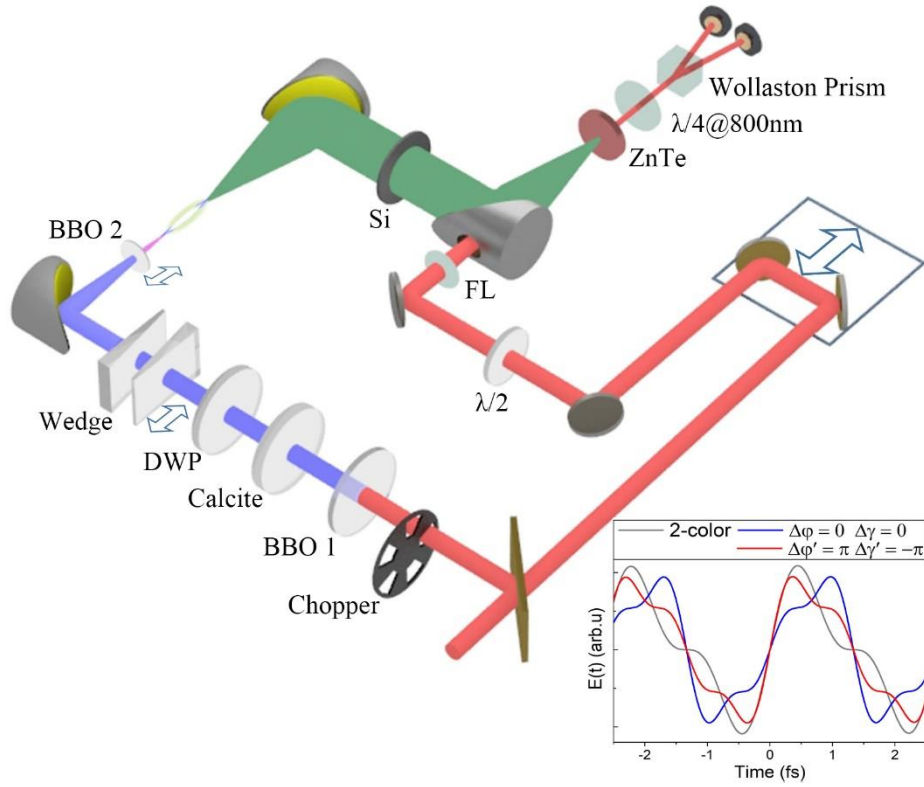 Wollaston Prism
λ/4@800nm
ZnTe
BBO 2
Si
FL
λ/2
Wedge
DWP
Calcite
BBO 1
Chopper
2-color Δφ = 0 Δγ = 0
Δφ′ = π Δγ′ = −π
E(t) (arb.u)
-2 -1 0 1 2
Time (fs)